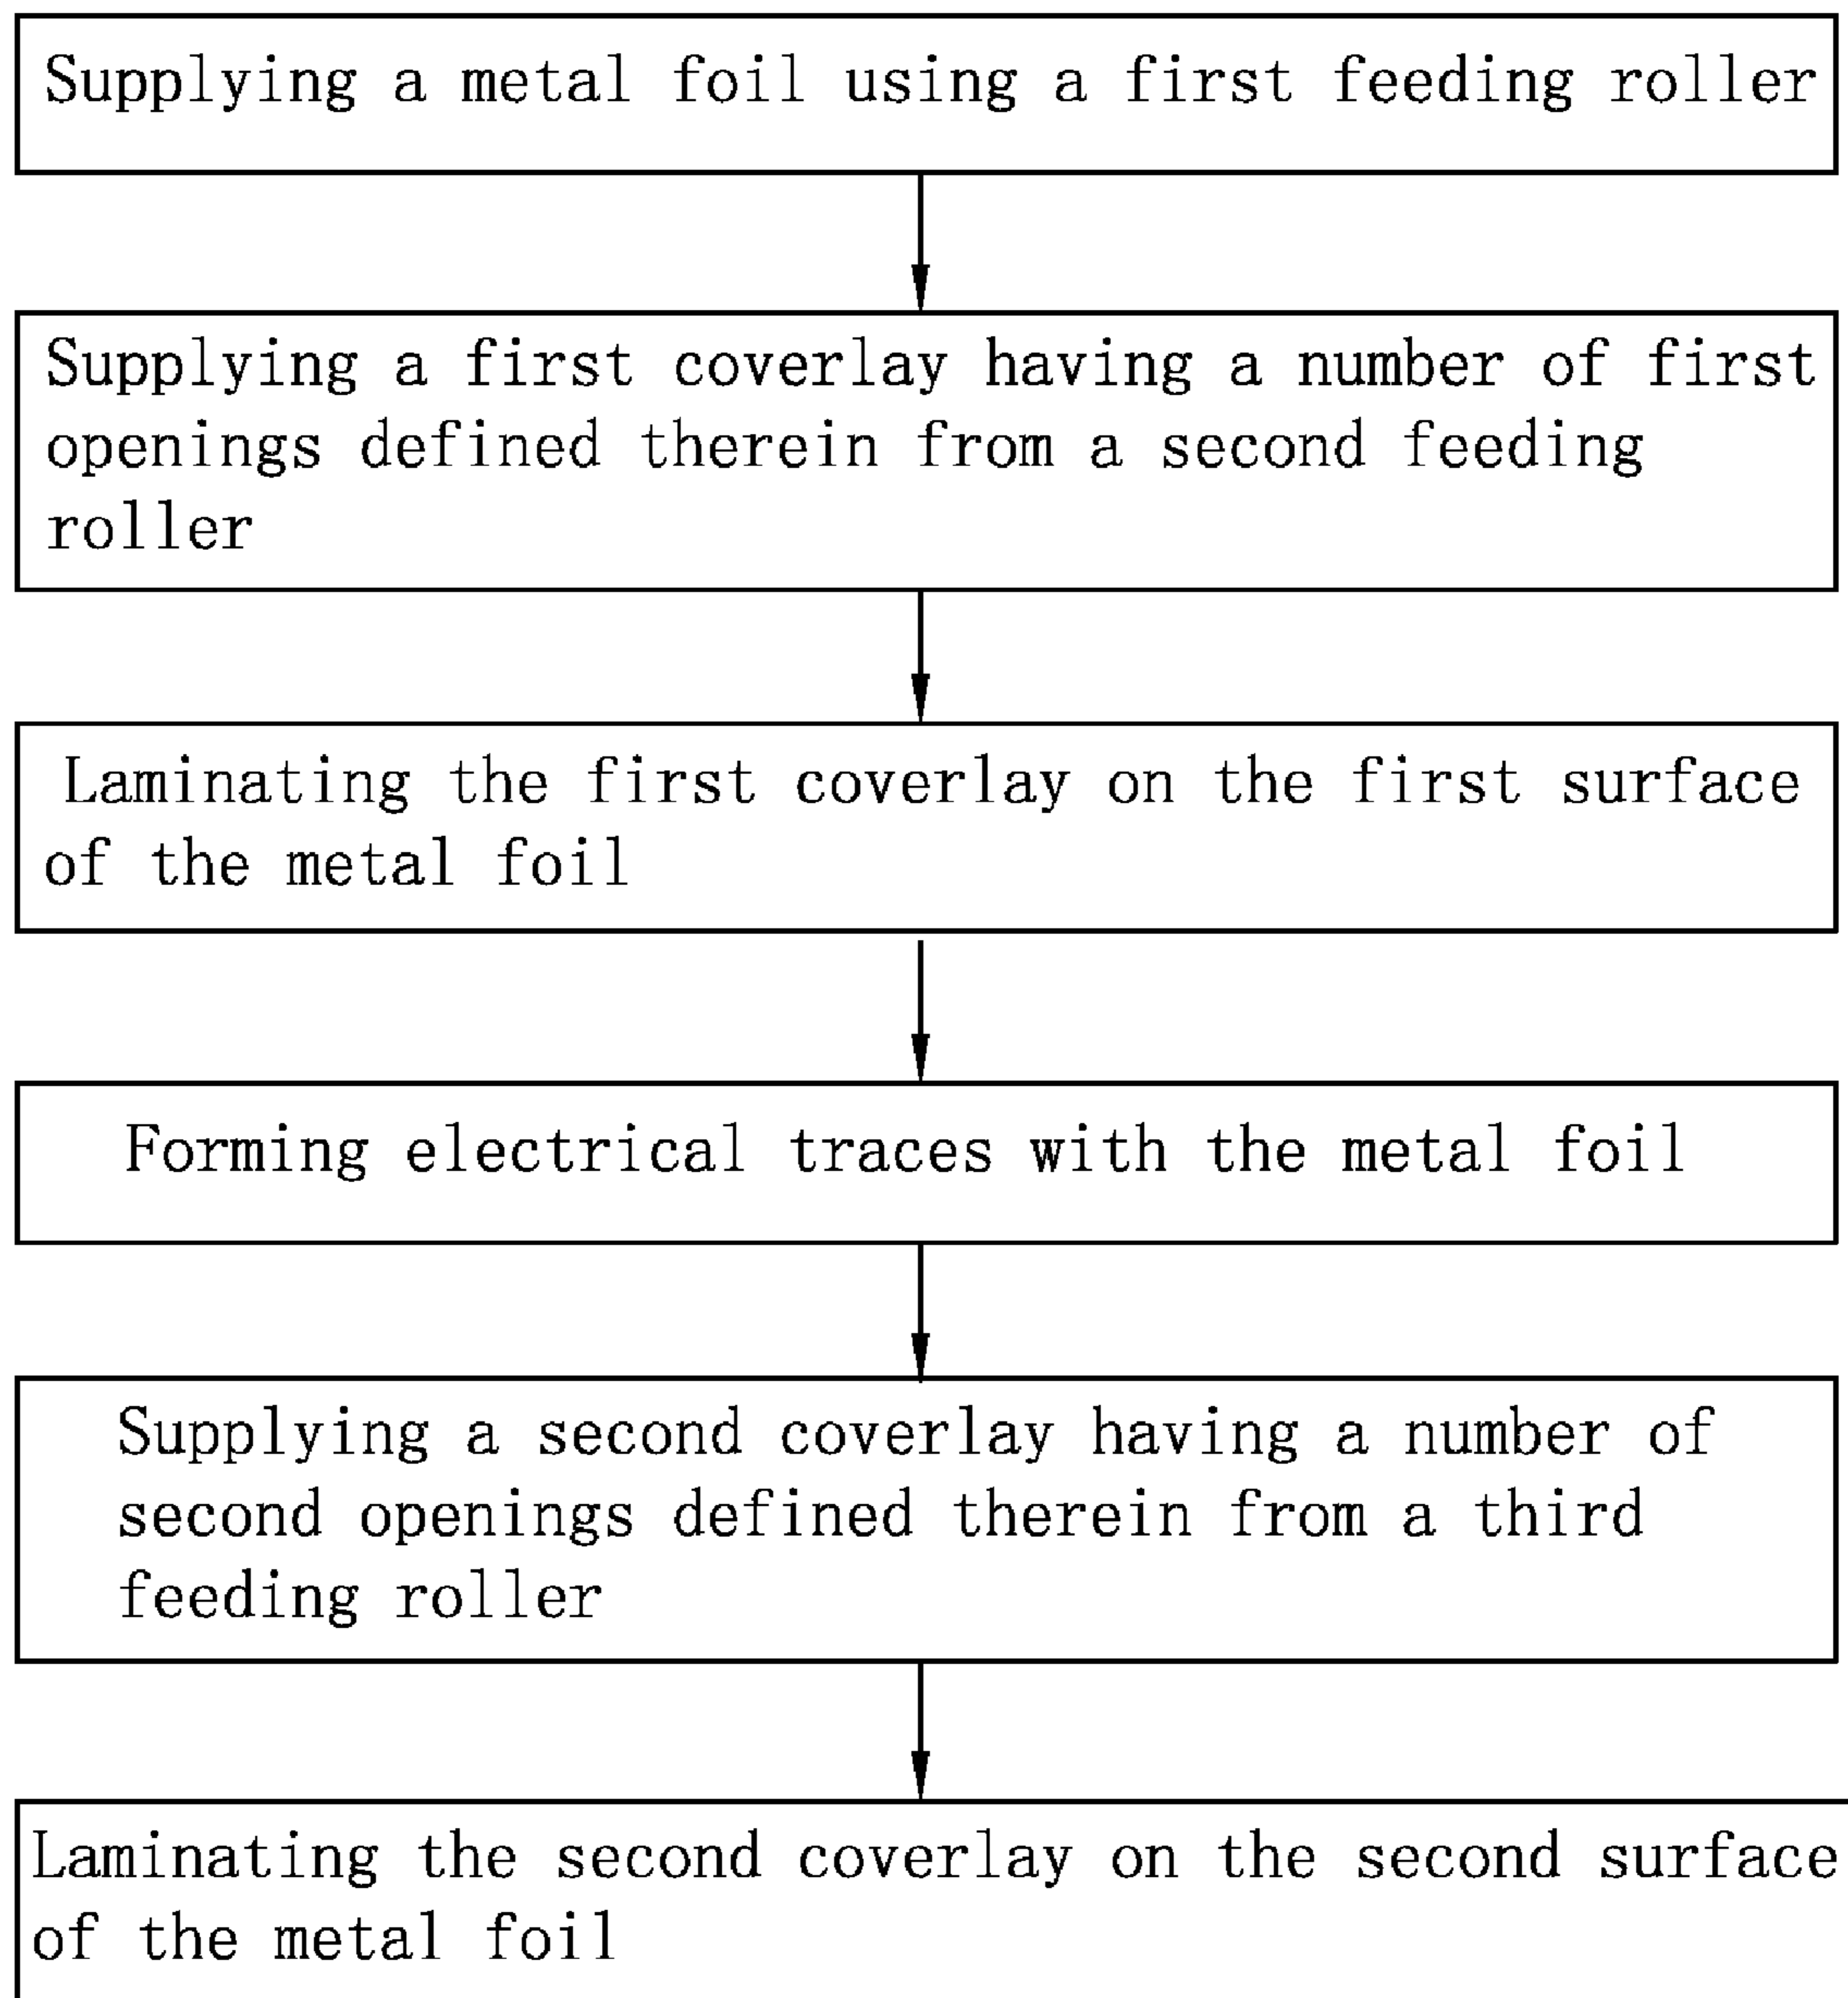 Supplying a metal foil using a first feeding roller
Supplying a first coverlay having a number of first
openings defined therein from a second feeding
roller
Laminating the first coverlay on the first surface
of the metal foil
Forming electrical traces with the metal foil
Supplying a second coverlay having a number of
second openings defined therein from a third
feeding roller
Laminating the second coverlay on the second surface
of the metal foil